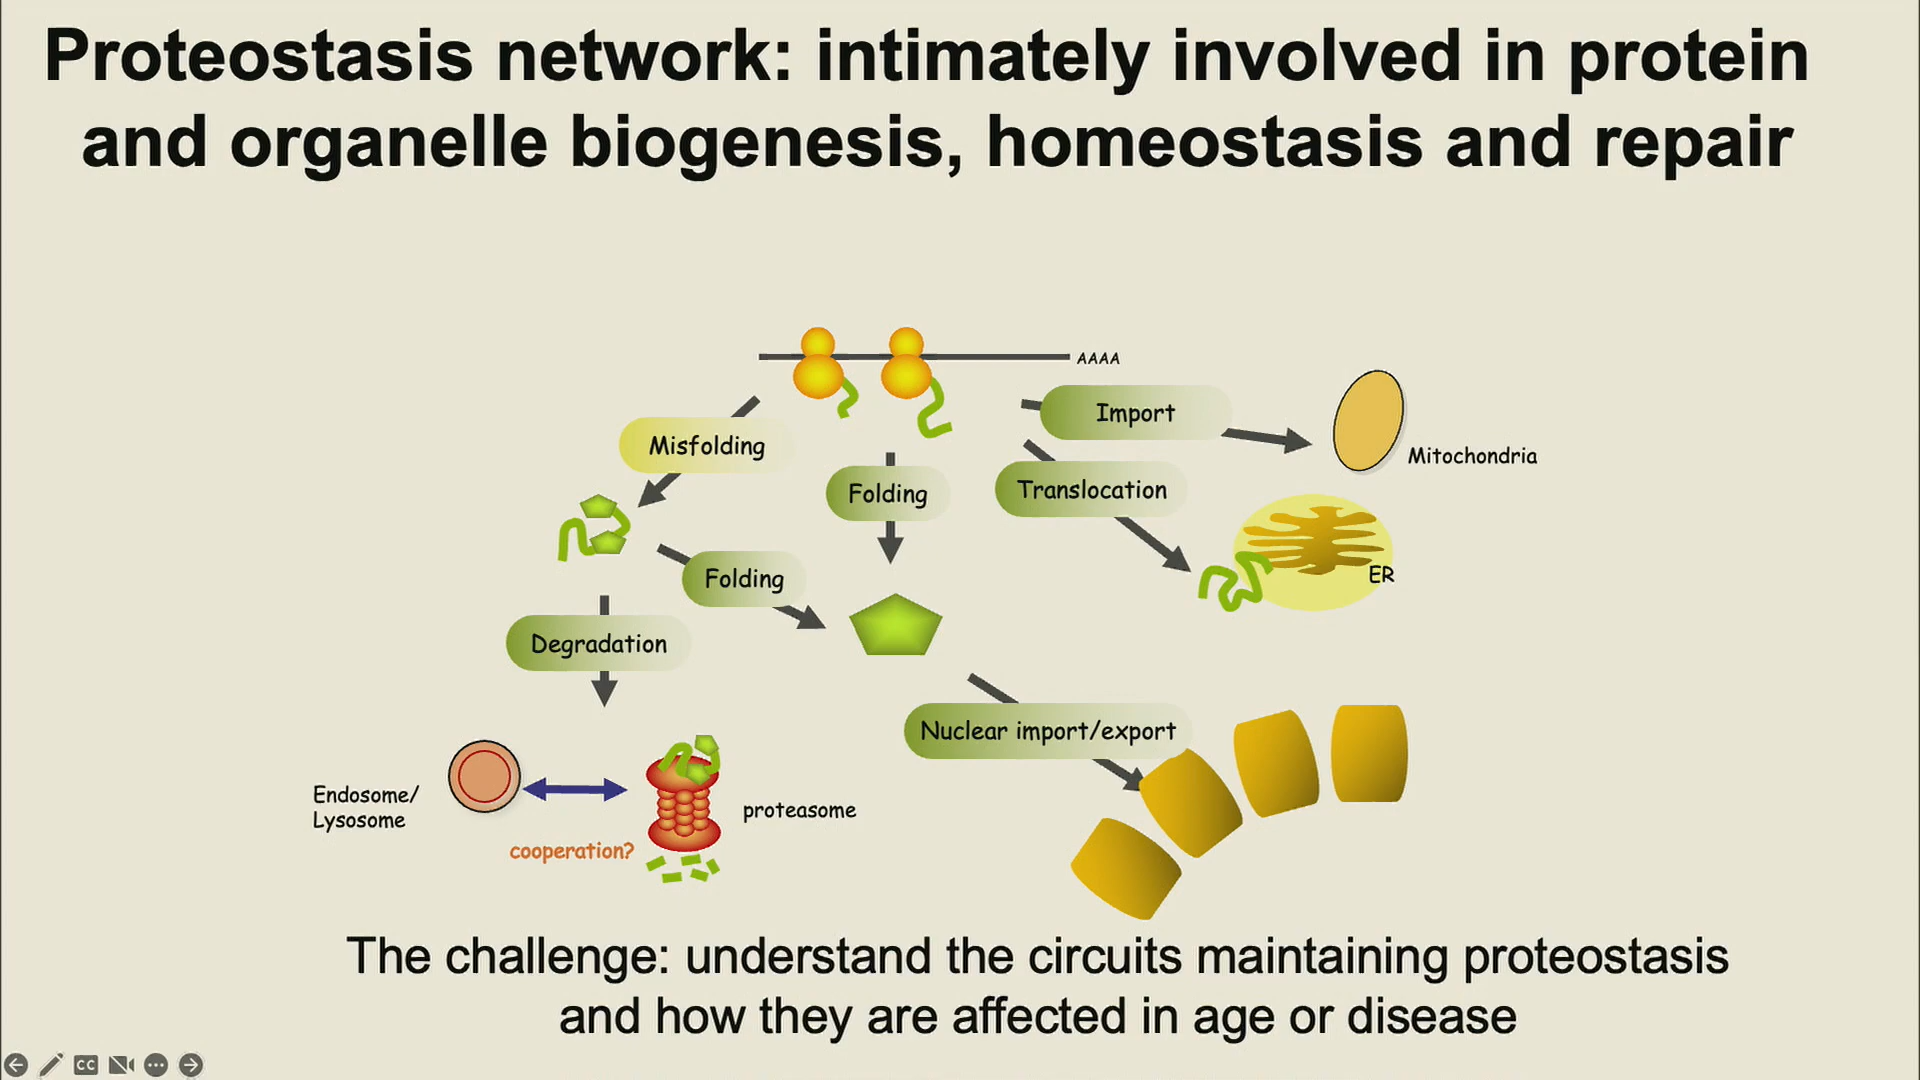 Proteostasis network: intimately involved in protein
and organelle biogenesis, homeostasis and repair
AAAA
Import
Misfolding
Mitochondria
Folding
Translocation
ER
Folding
Degradation
Nuclear import/export
Endosome/
Lysosome
proteasome
cooperation?
The challenge: understand the circuits maintaining proteostasis
and how they are affected in age or disease
CC